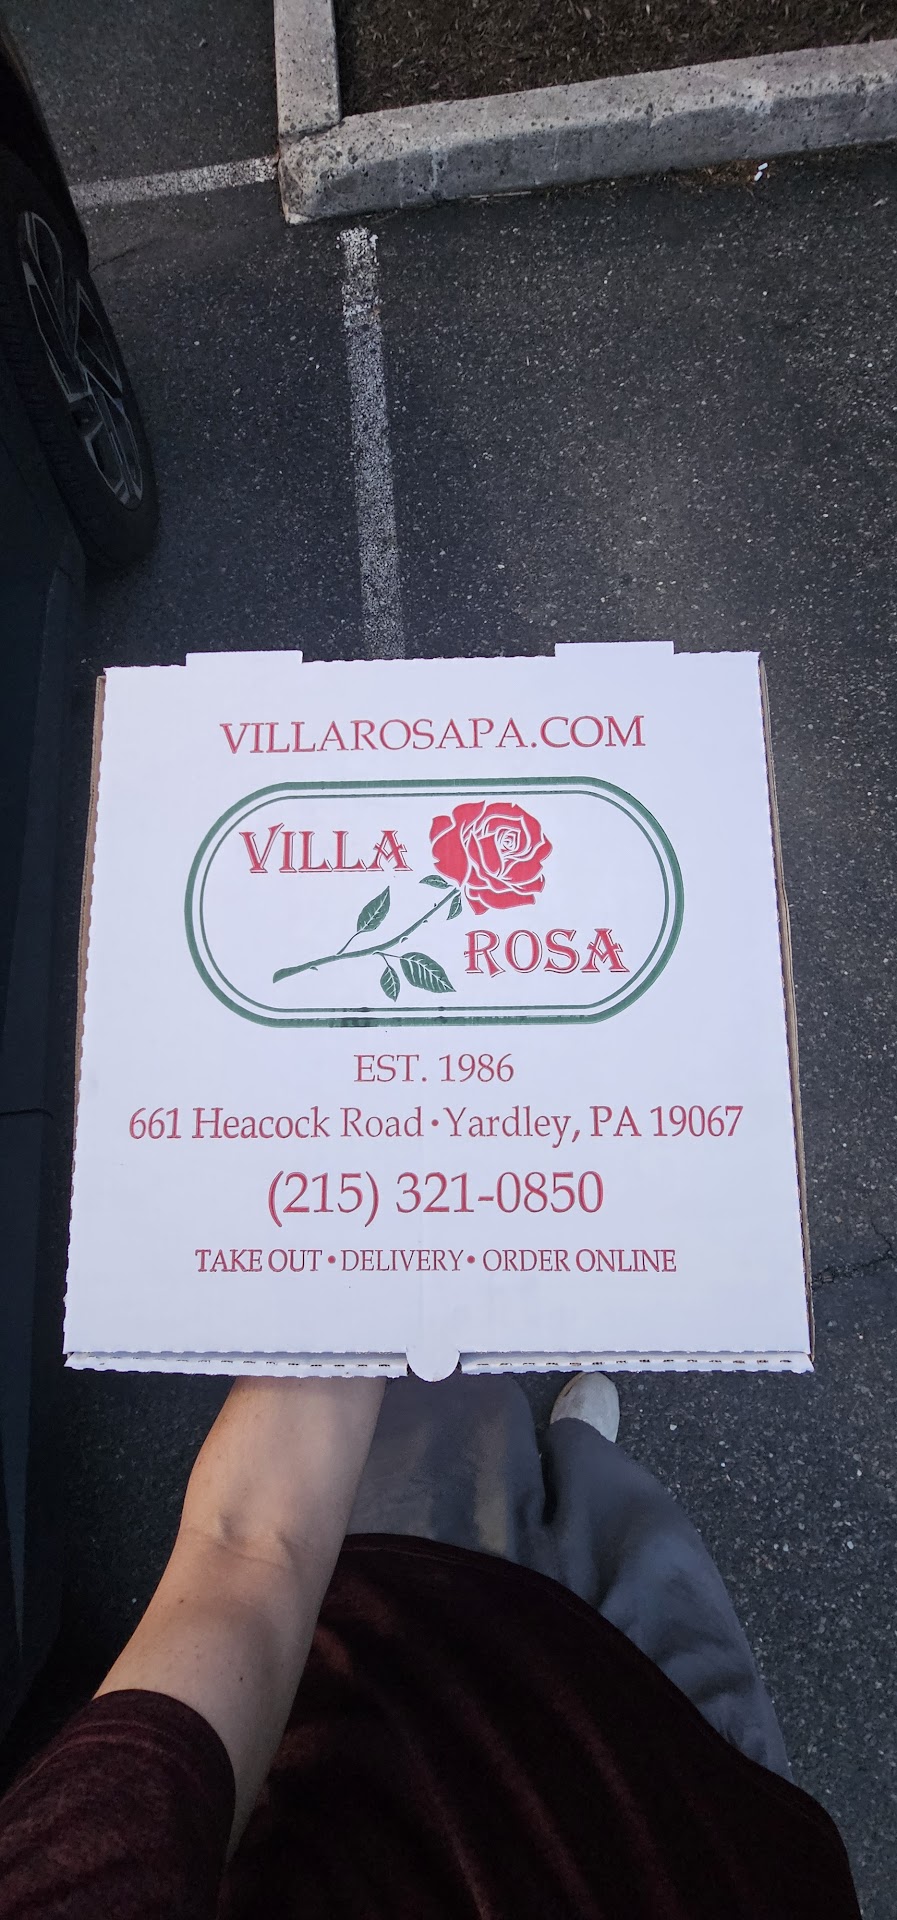 VILLAROSAPA.COM
VILLA
ROSA
EST. 1986
661 Heacock Road • Yardley, PA 19067
(215) 321-0850
TAKE OUT • DELIVERY • ORDER ONLINE